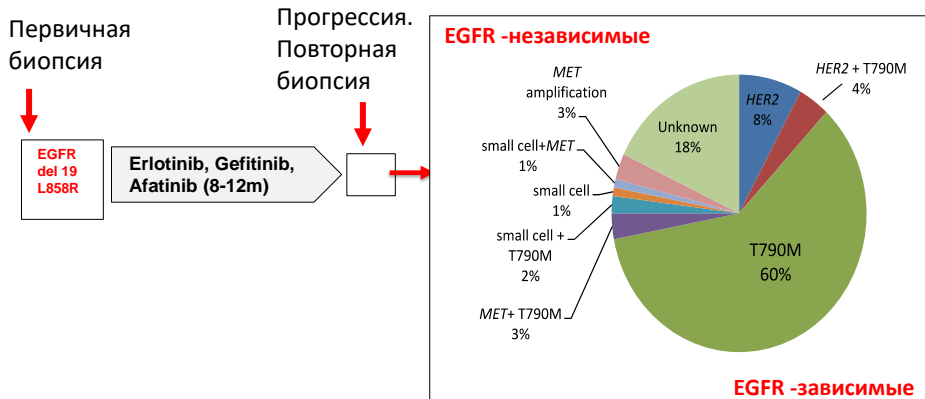 Первичная
биопсия
EGFR
del 19
L858R
Erlotinib, Gefitinib,
Afatinib (8-12m)
Прогрессия.
Повторная
биопсия
EGFR -независимые
HER2
8%
HER2 + T790M
4%
T790M
60%
MET+ T790M
3%
small cell +
T790M
2%
small cell
1%
small cell+MET
1%
MET
amplification
3%
Unknown
18%
EGFR -зависимые